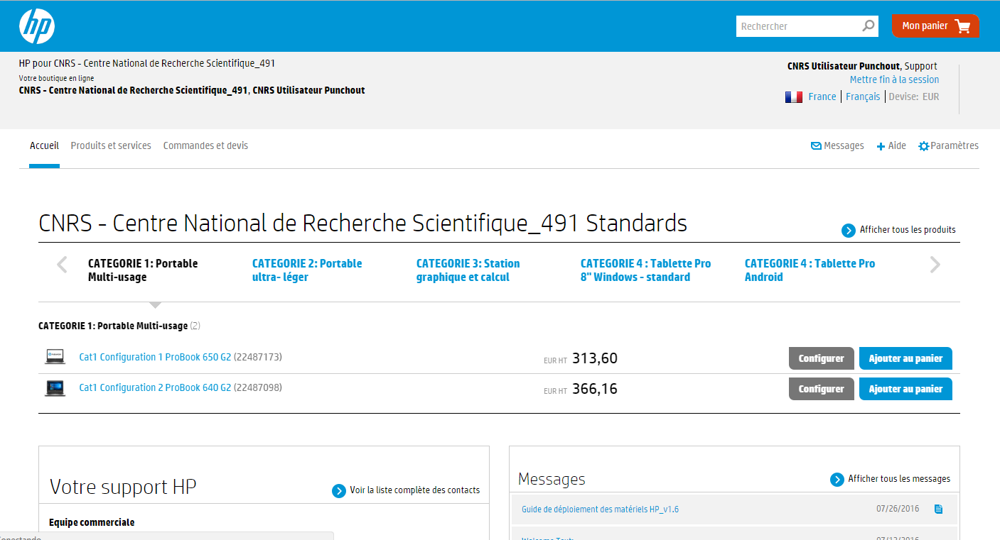 hp
Rechercher
Mon panier
HP pour CNRS - Centre National de Recherche Scientifique_491
Votre boutique en ligne
CNRS - Centre National de Recherche Scientifique_491, CNRS Utilisateur Punchout
CNRS Utilisateur Punchout, Support
Mettre fin à la session
France Français Devise: EUR
Accueil Produits et services Commandes et devis
Messages Aide Paramètres
CNRS - Centre National de Recherche Scientifique_491 Standards
Afficher tous les produits
CATEGORIE 1: Portable
Multi-usage
CATEGORIE 2: Portable
ultra- léger
CATEGORIE 3: Station
graphique et calcul
CATEGORIE 4 : Tablette Pro
8" Windows - standard
CATEGORIE 4 : Tablette Pro
Android
CATEGORIE 1: Portable Multi-usage (2)
Cat1 Configuration 1 ProBook 650 G2 (22487173) EUR HT 313,60 Configurer Ajouter au panier
Cat1 Configuration 2 ProBook 640 G2 (22487098) EUR HT 366,16 Configurer Ajouter au panier
Votre support HP
Voir la liste complète des contacts
Equipe commerciale
Messages
Afficher tous les messages
Guide de déploiement des matériels HP_v1.6 07/26/2016